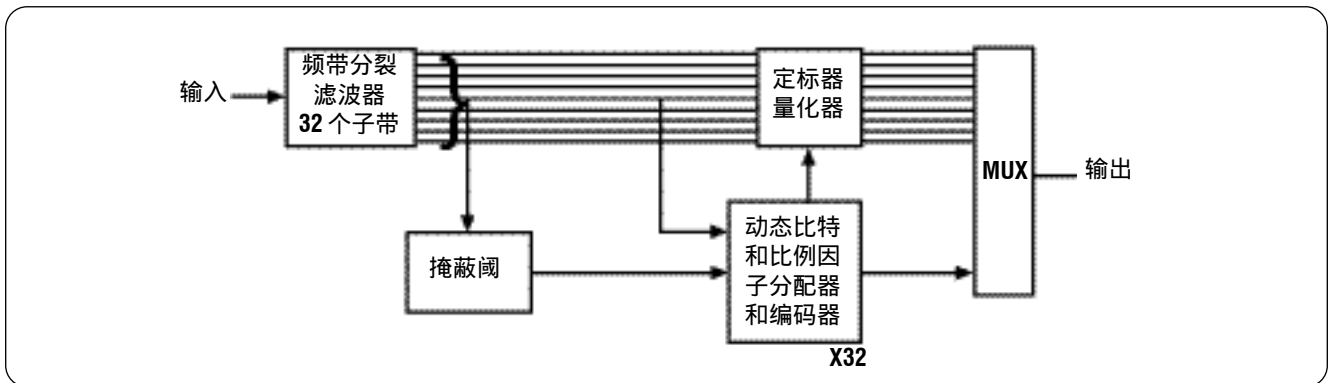 频带分裂
滤波器
32 个子带
输入
定标器
量化器
MUX
输出
掩蔽阈
动态比特
和比例因
子分配器
和编码器
X32